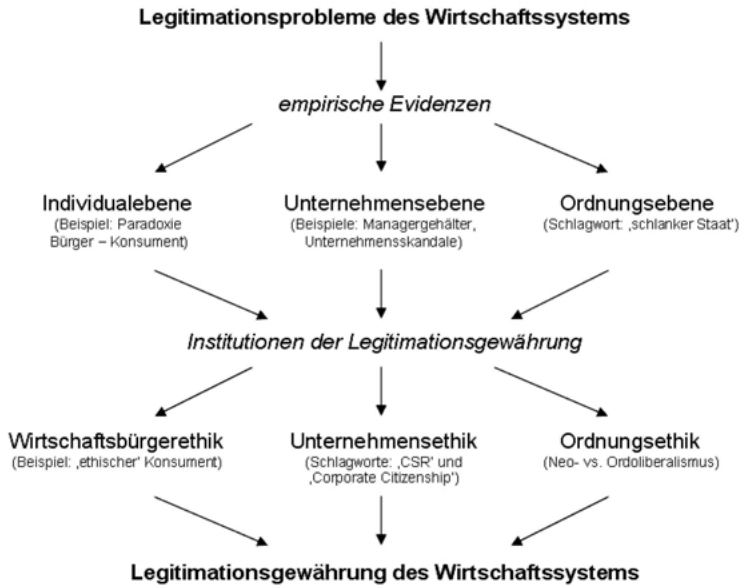 Legitimationsprobleme des Wirtschaftssystems
empirische Evidenzen
Individualebene
(Beispiel: Paradoxie
Bürger – Konsument)
Unternehmensebene
(Beispiele: Managergehälter,
Unternehmensskandale)
Ordnungsebene
(Schlagwort: ‚schlanker Staat')
Institutionen der Legitimationsgewährung
Wirtschaftsbürgerethik
(Beispiel: ‚ethischer' Konsument)
Unternehmensethik
(Schlagworte: ‚CSR' und
‚Corporate Citizenship')
Ordnungsethik
(Neo- vs. Ordoliberalismus)
Legitimationsgewährung des Wirtschaftssystems